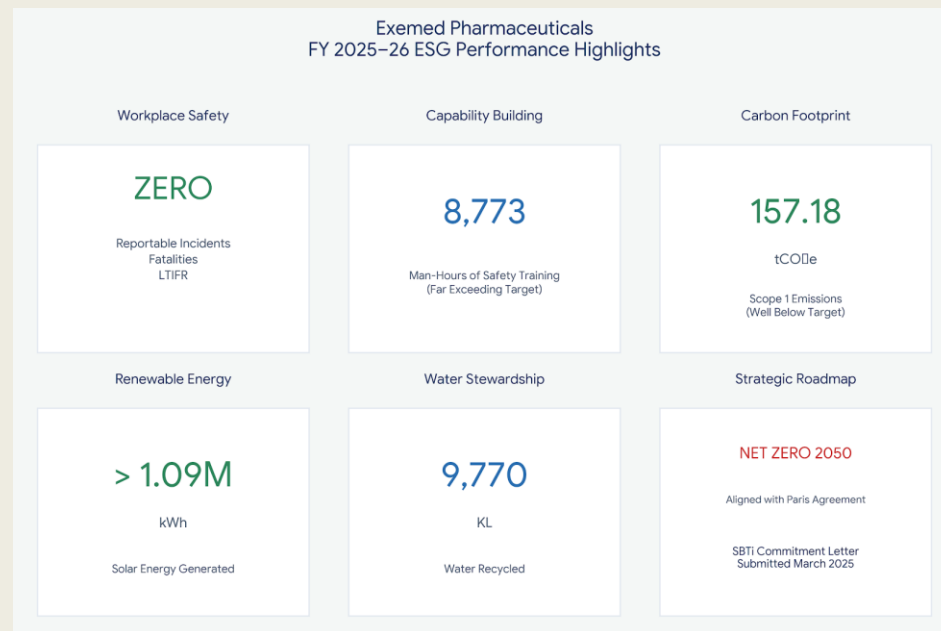 Exemed Pharmaceuticals
FY 2025–26 ESG Performance Highlights
Workplace Safety
ZERO
Reportable Incidents
Fatalities
LTIFR
Capability Building
8,773
Man-Hours of Safety Training
(Far Exceeding Target)
Carbon Footprint
157.18
tCO▯e
Scope 1 Emissions
(Well Below Target)
Renewable Energy
> 1.09M
kWh
Solar Energy Generated
Water Stewardship
9,770
KL
Water Recycled
Strategic Roadmap
NET ZERO 2050
Aligned with Paris Agreement
SBTi Commitment Letter
Submitted March 2025